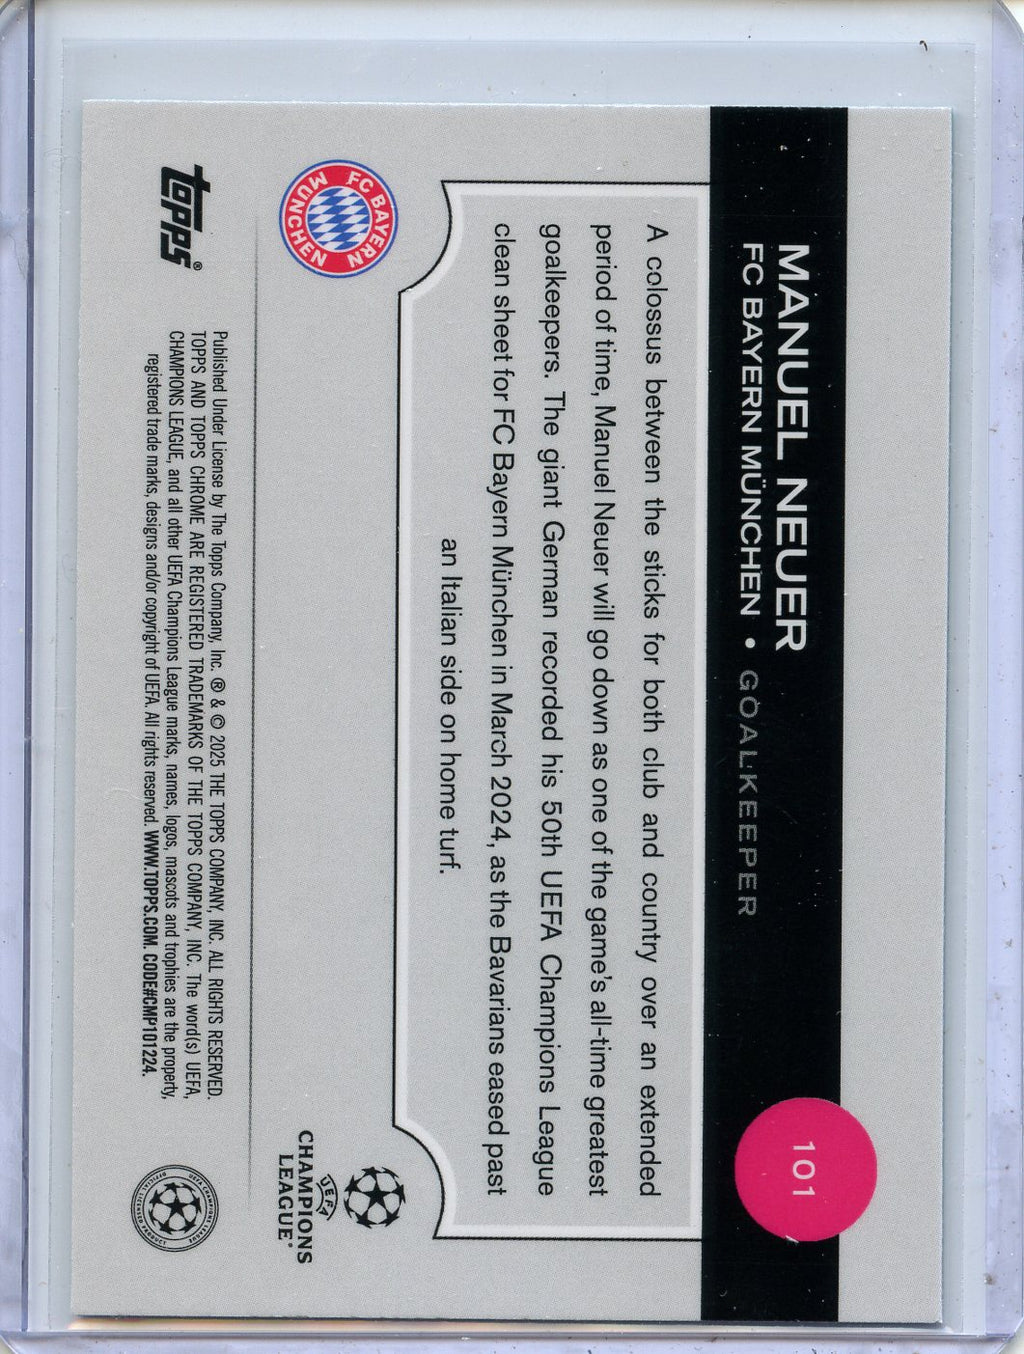 MANUEL NEUER
FC BAYERN MÜNCHEN • GOALKEEPER
101
A colossus between the sticks for both club and country over an extended
period of time, Manuel Neuer will go down as one of the game's all-time greatest
goalkeepers. The giant German recorded his 50th UEFA Champions League
clean sheet for FC Bayern München in March 2024, as the Bavarians eased past
an Italian side on home turf.
FC BAYERN
MÜNCHEN
UEFA
CHAMPIONS
LEAGUE®
topps®
Published Under License by The Topps Company, Inc. ® & © 2025 THE TOPPS COMPANY, INC. ALL RIGHTS RESERVED.
TOPPS AND TOPPS CHROME ARE REGISTERED TRADEMARKS OF THE TOPPS COMPANY, INC. The word(s) UEFA,
CHAMPIONS LEAGUE, and all other UEFA Champions League marks, names, logos, mascots and trophies are the property,
registered trade marks, designs and/or copyright of UEFA. All rights reserved. WWW.TOPPS.COM. CODE#CMP101224.
UEFA CHAMPIONS LEAGUE
OFFICIAL LICENSED PRODUCT